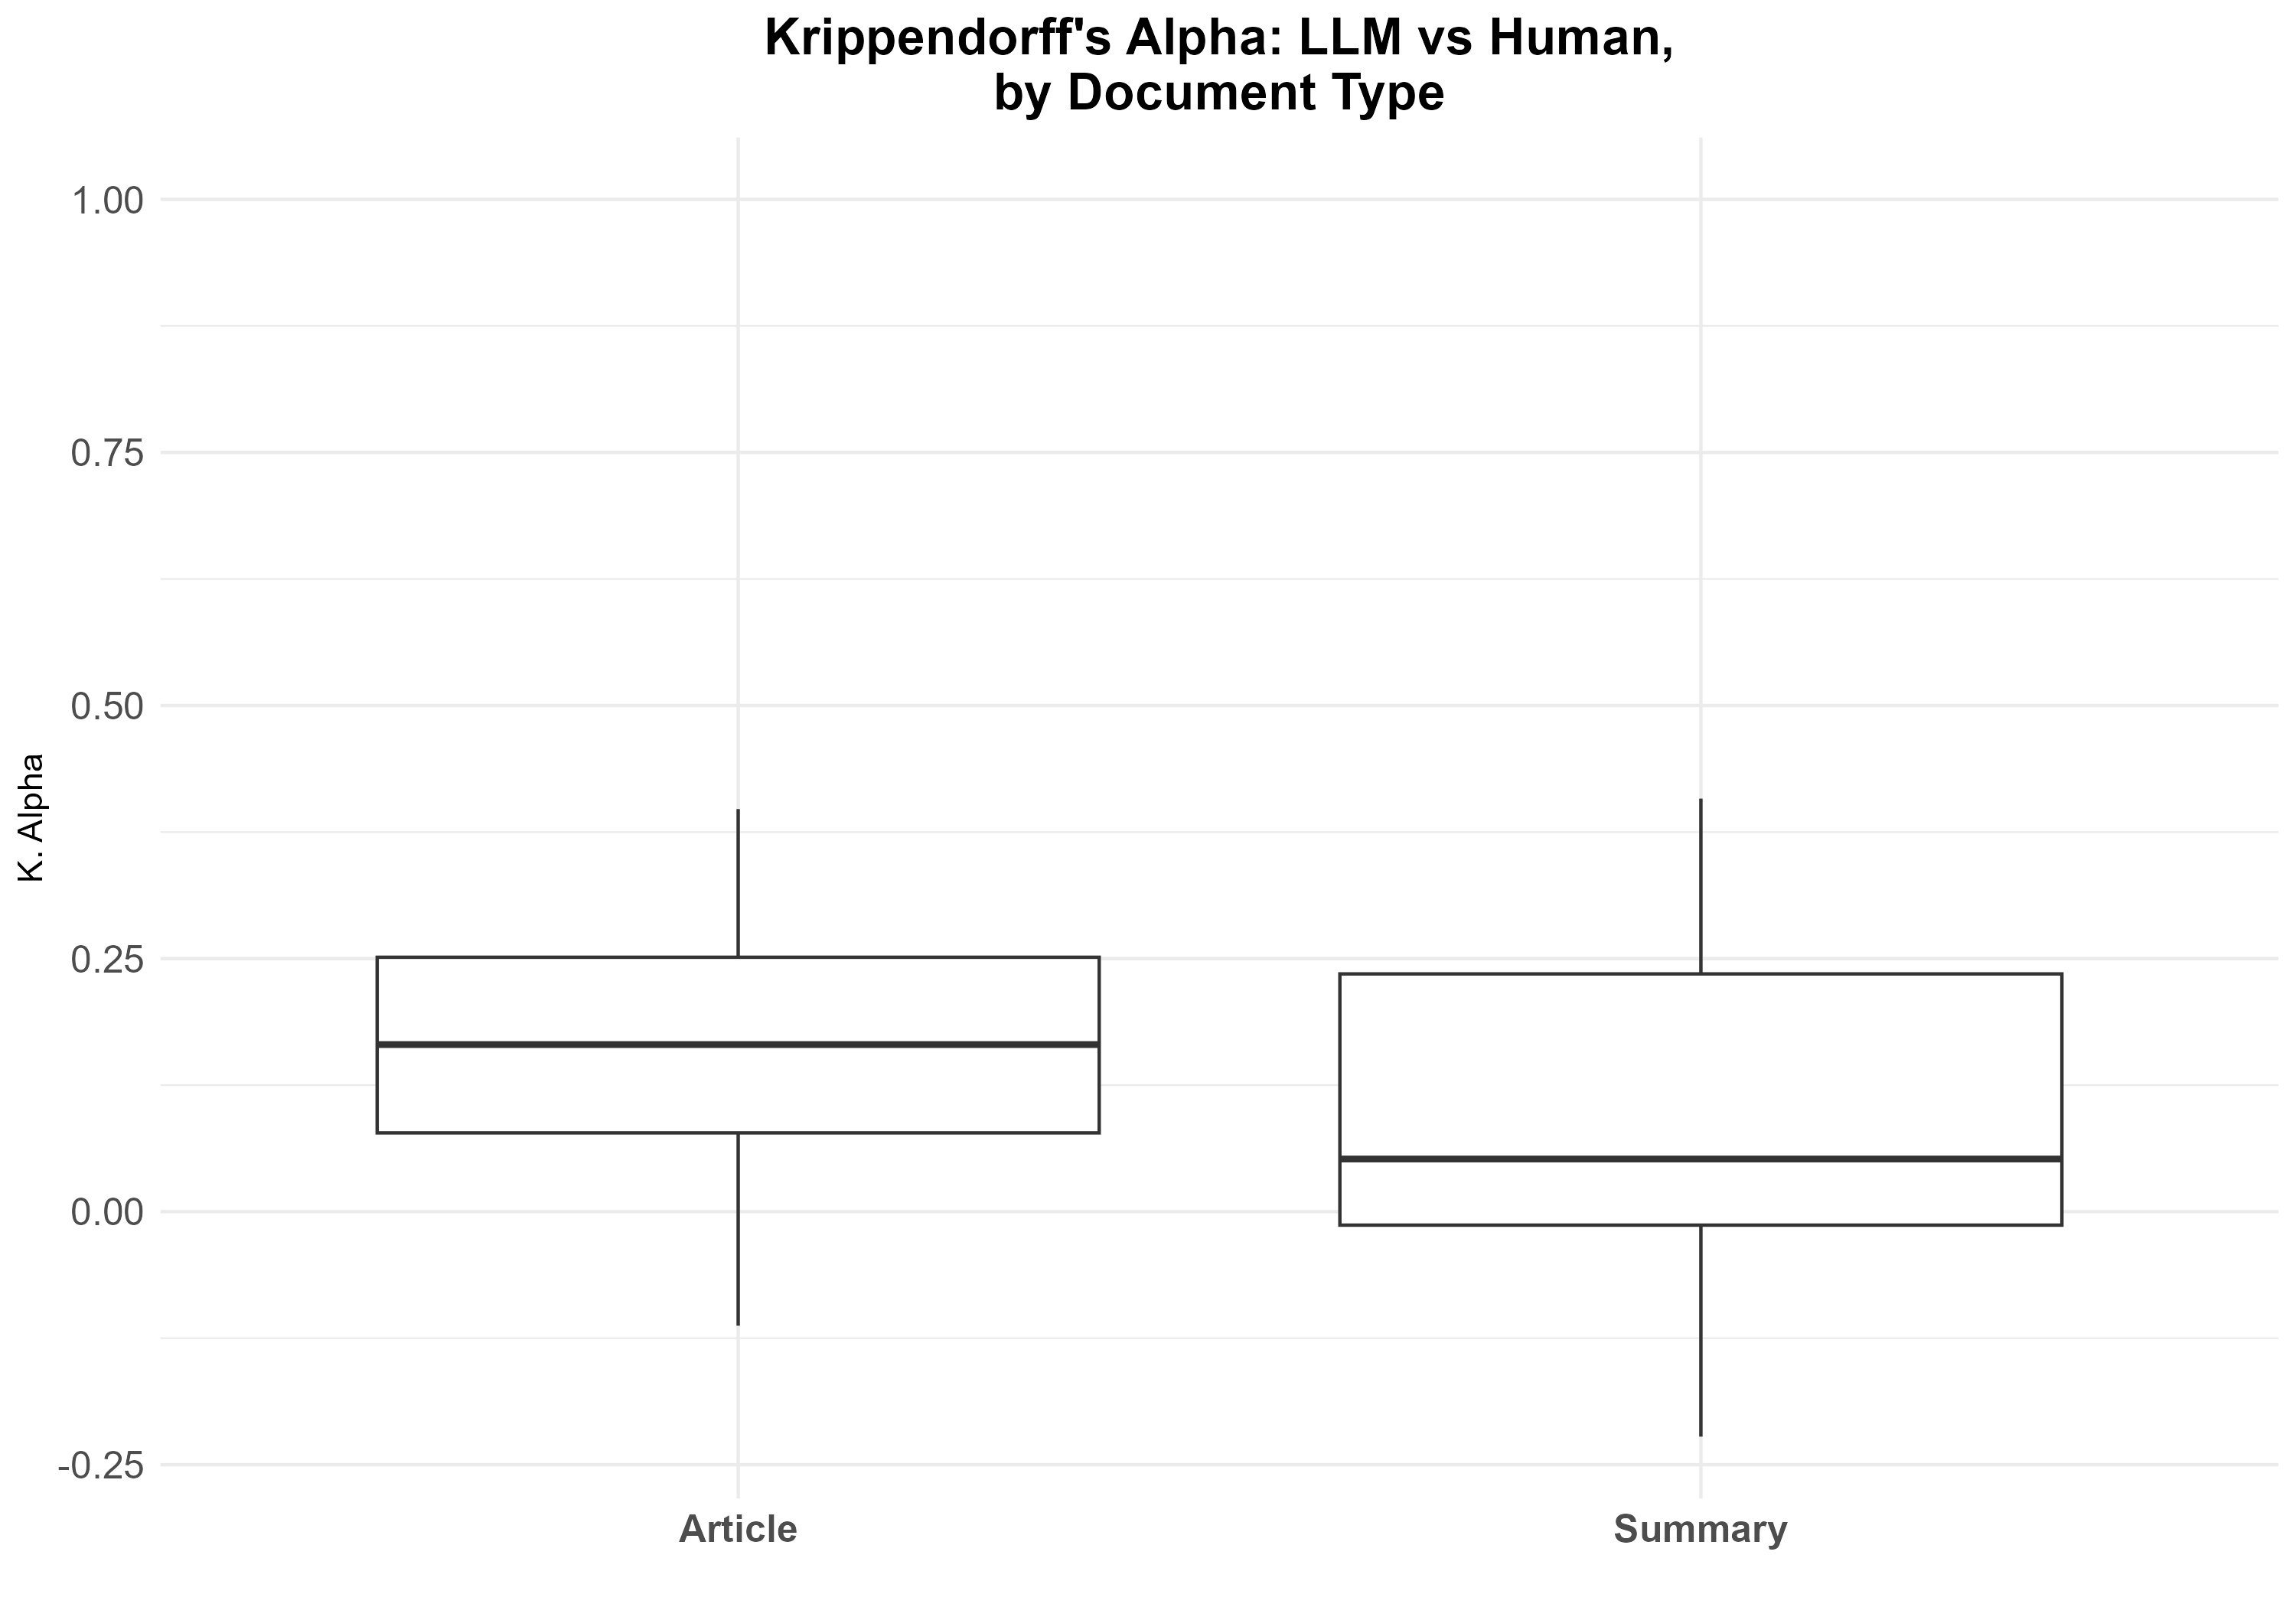 Krippendorff's Alpha: LLM vs Human,
by Document Type
1.00
0.75
0.50
0.25
0.00
-0.25
K. Alpha
Article
Summary